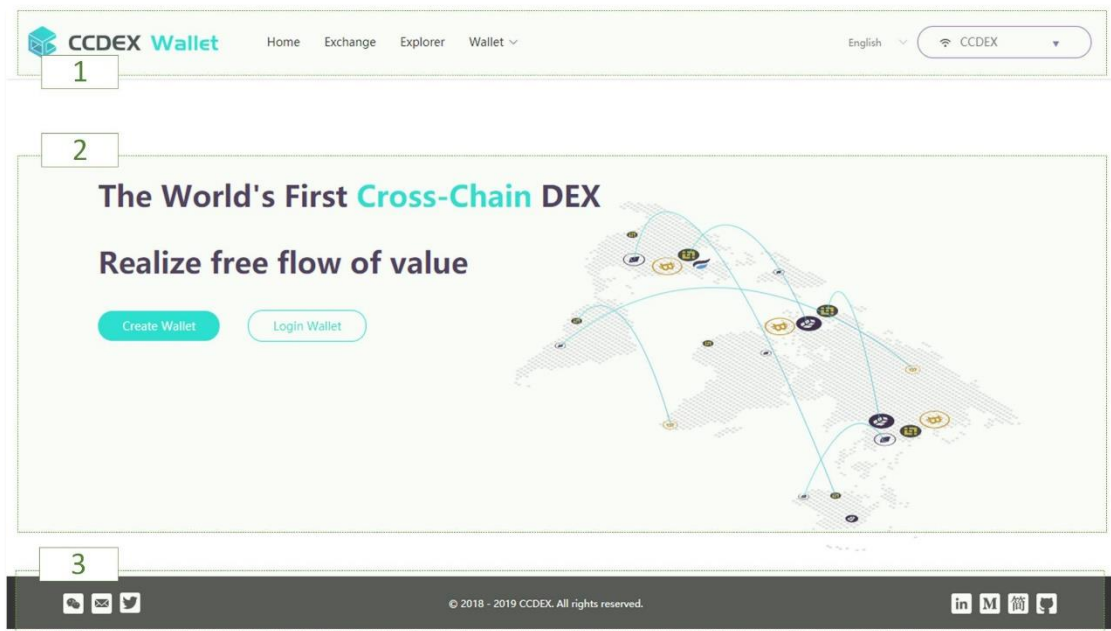 CCDEX Wallet Home Exchange Explorer Wallet English CCDEX
1
2
The World's First Cross-Chain DEX
Realize free flow of value
Create Wallet Login Wallet
3
© 2018 - 2019 CCDEX. All rights reserved.
in M 简